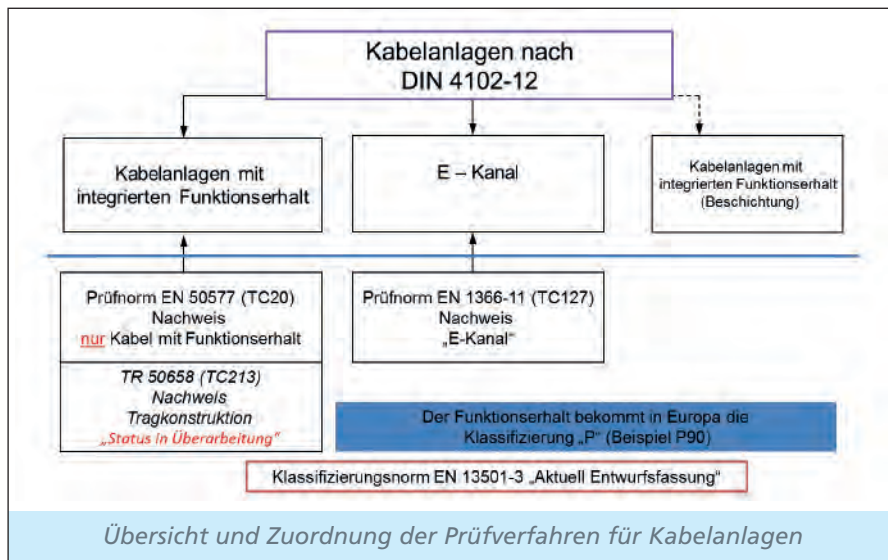 Kabelanlagen nach
DIN 4102-12
Kabelanlagen mit
integrierten Funktionserhalt
E – Kanal
Kabelanlagen mit
integrierten Funktionserhalt
(Beschichtung)
Prüfnorm EN 50577 (TC20)
Nachweis
nur Kabel mit Funktionserhalt
TR 50658 (TC213)
Nachweis
Tragkonstruktion
„Status in Überarbeitung“
Prüfnorm EN 1366-11 (TC127)
Nachweis
„E-Kanal“
Der Funktionserhalt bekommt in Europa die
Klassifizierung „P“ (Beispiel P90)
Klassifizierungsnorm EN 13501-3 „Aktuell Entwurfsfassung“
Übersicht und Zuordnung der Prüfverfahren für Kabelanlagen